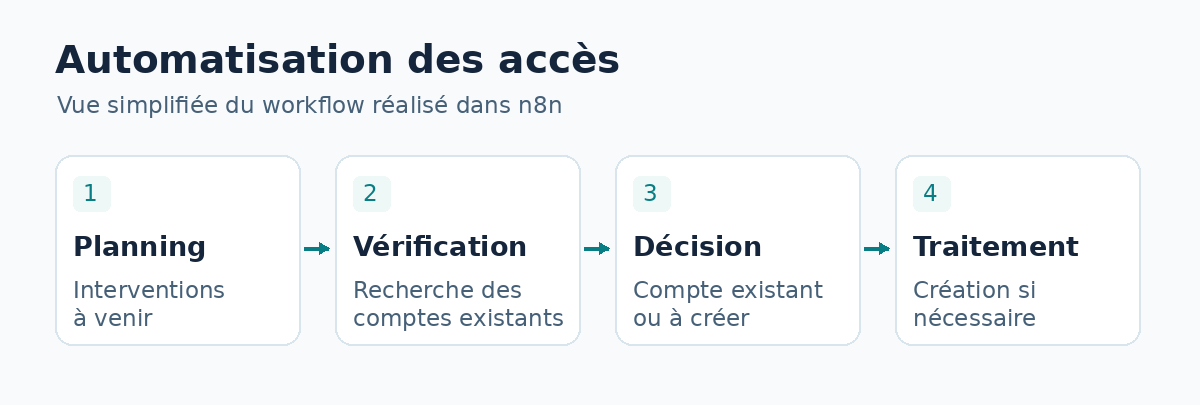 Automatisation des accès
Vue simplifiée du workflow réalisé dans n8n
1
Planning
Interventions
à venir
2
Vérification
Recherche des
comptes existants
3
Décision
Compte existant
ou à créer
4
Traitement
Création si
nécessaire